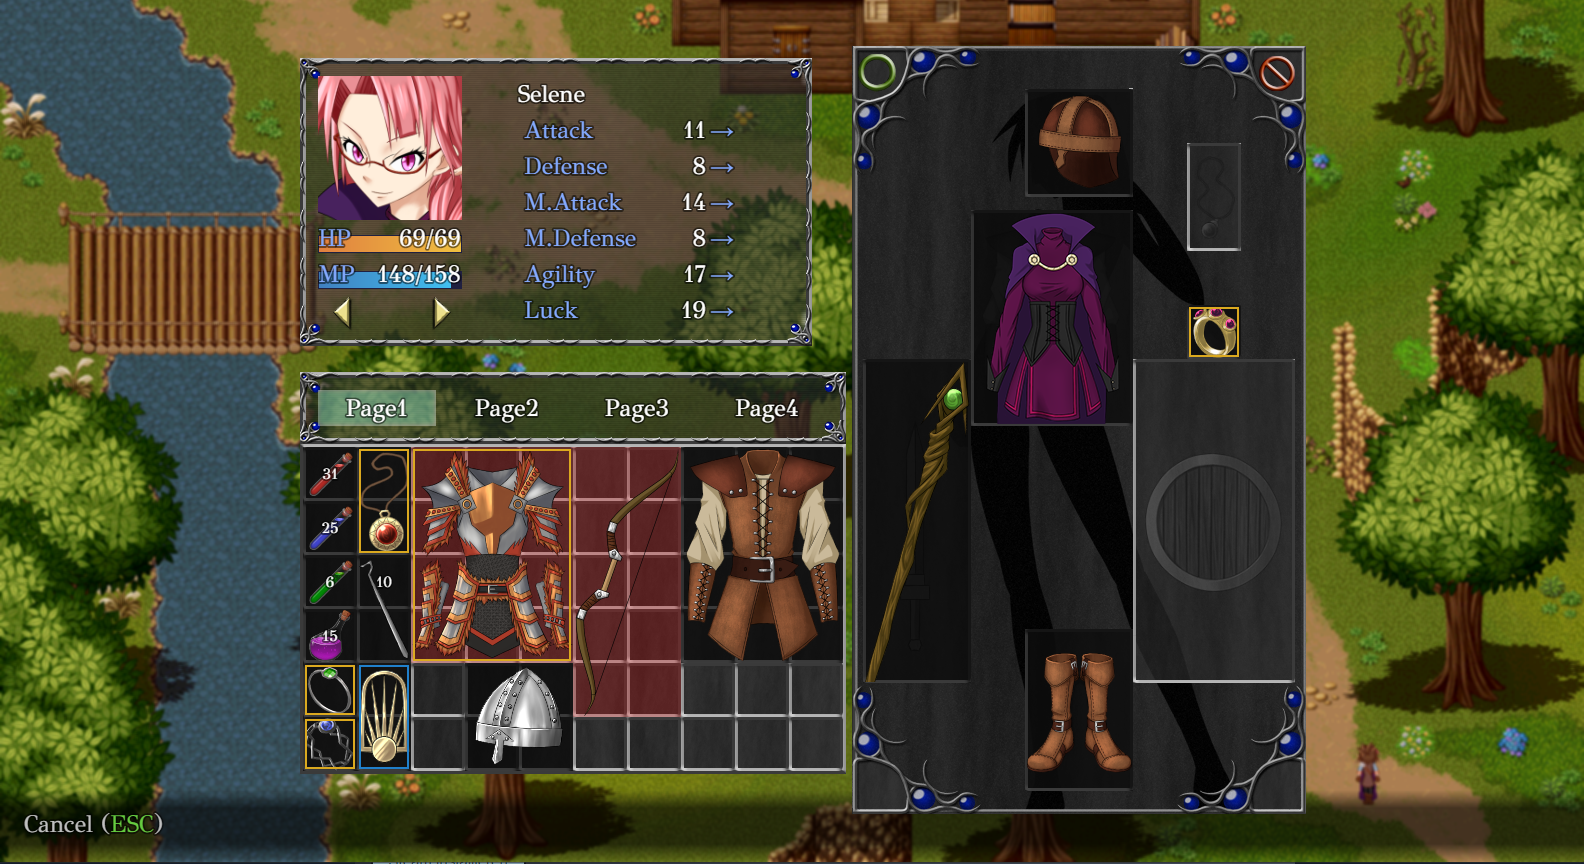 Selene
Attack 11→
Defense 8→
M.Attack 14→
M.Defense 8→
Agility 17→
Luck 19→
HP 69/69
MP 148/158
Page1 Page2 Page3 Page4
31
25
6
10
15
Cancel (ESC)